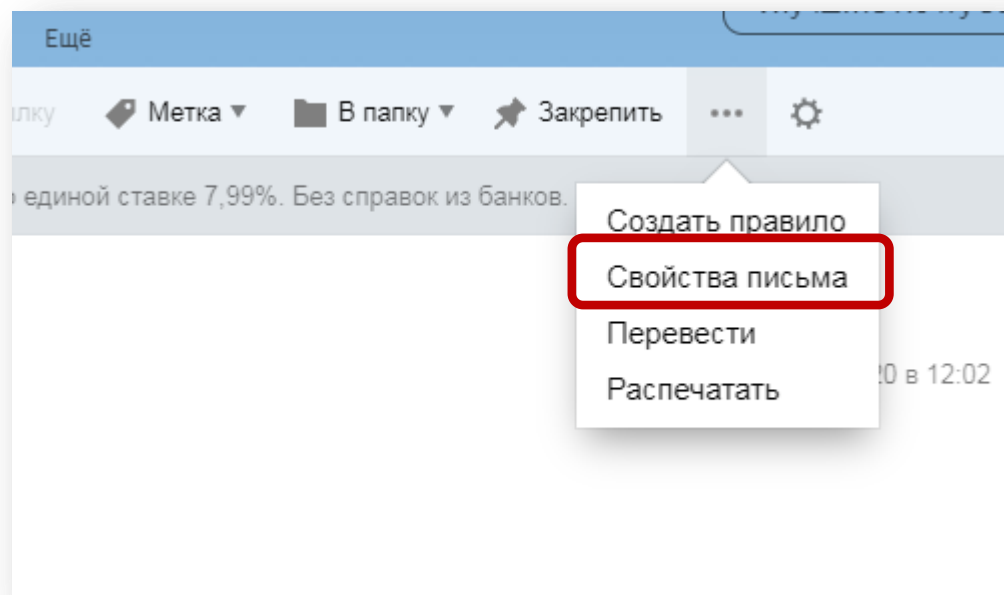 Ещё
Метка В папку Закрепить
единой ставке 7,99%. Без справок из банков.
Создать правило
Свойства письма
Перевести
в 12:02
Распечатать